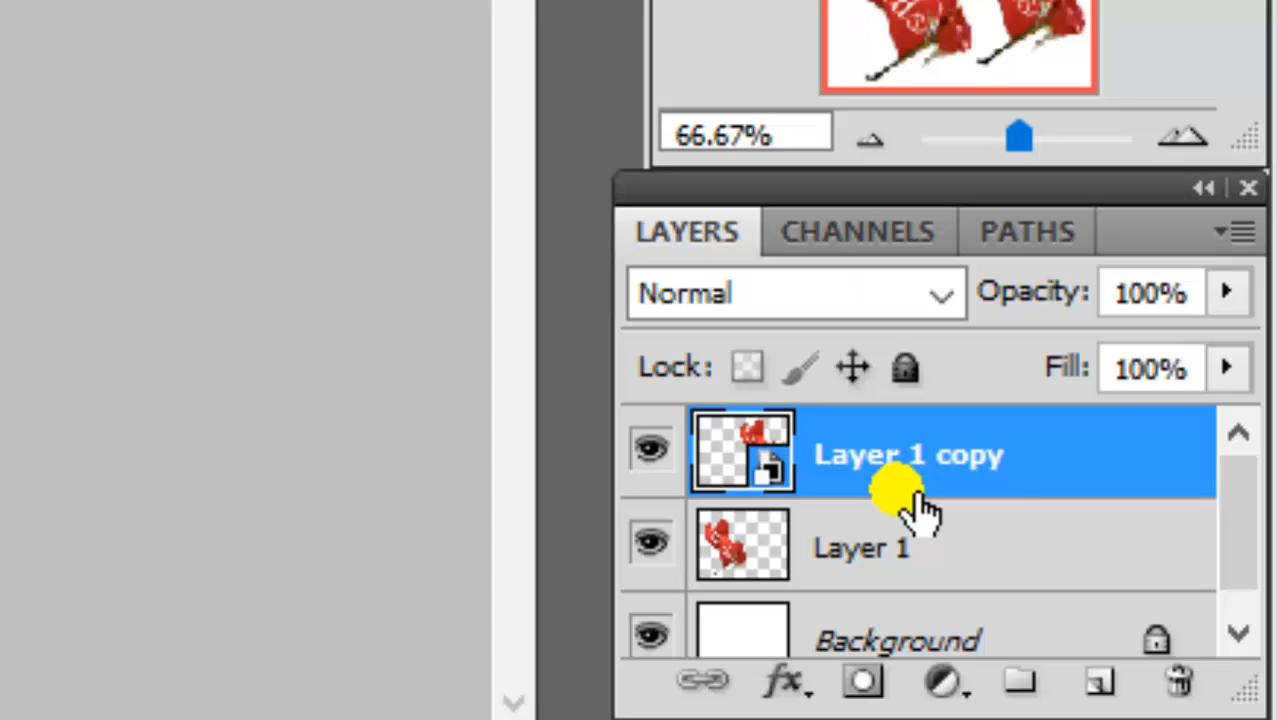 66.67%
LAYERS CHANNELS PATHS
Normal Opacity: 100%
Lock: Fill: 100%
Layer 1 copy
Layer 1
Background
fx